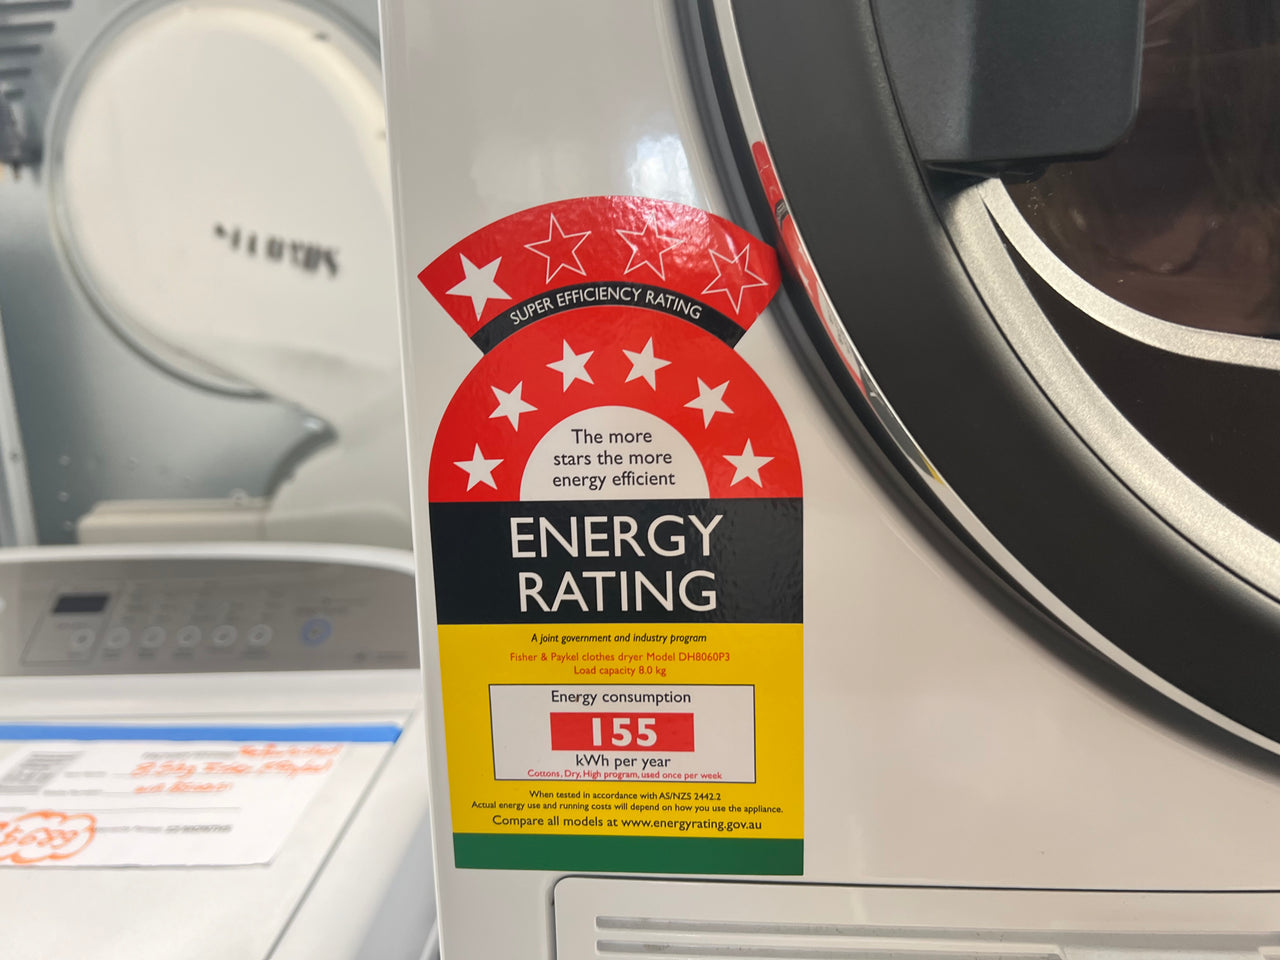 SUPER EFFICIENCY RATING
The more
stars the more
energy efficient
ENERGY
RATING
A joint government and industry program
Fisher & Paykel clothes dryer Model DH8060P3
Load capacity 8.0 kg
Energy consumption
155
kWh per year
Cottons, Dry, High program, used once per week
When tested in accordance with AS/NZS 2442.2
Actual energy use and running costs will depend on how you use the appliance.
Compare all models at www.energyrating.gov.au